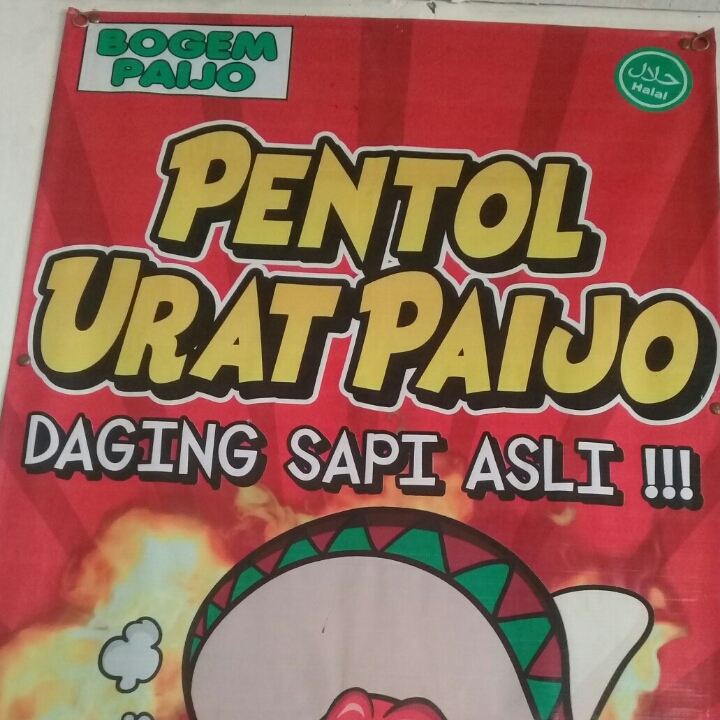 BOGEM
PAIJO
حلال
Halal
PENTOL
URAT PAIJO
DAGING SAPI ASLI !!!